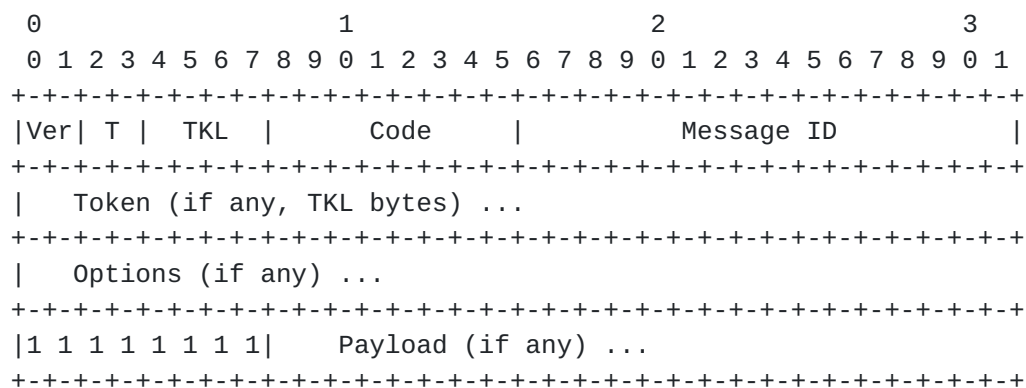 0                   1                   2                   3
 0 1 2 3 4 5 6 7 8 9 0 1 2 3 4 5 6 7 8 9 0 1 2 3 4 5 6 7 8 9 0 1
+-+-+-+-+-+-+-+-+-+-+-+-+-+-+-+-+-+-+-+-+-+-+-+-+-+-+-+-+-+-+-+-+
|Ver| T |  TKL  |      Code     |          Message ID           |
+-+-+-+-+-+-+-+-+-+-+-+-+-+-+-+-+-+-+-+-+-+-+-+-+-+-+-+-+-+-+-+-+
|   Token (if any, TKL bytes) ...
+-+-+-+-+-+-+-+-+-+-+-+-+-+-+-+-+-+-+-+-+-+-+-+-+-+-+-+-+-+-+-+-+
|   Options (if any) ...
+-+-+-+-+-+-+-+-+-+-+-+-+-+-+-+-+-+-+-+-+-+-+-+-+-+-+-+-+-+-+-+-+
|1 1 1 1 1 1 1 1|    Payload (if any) ...
+-+-+-+-+-+-+-+-+-+-+-+-+-+-+-+-+-+-+-+-+-+-+-+-+-+-+-+-+-+-+-+-+